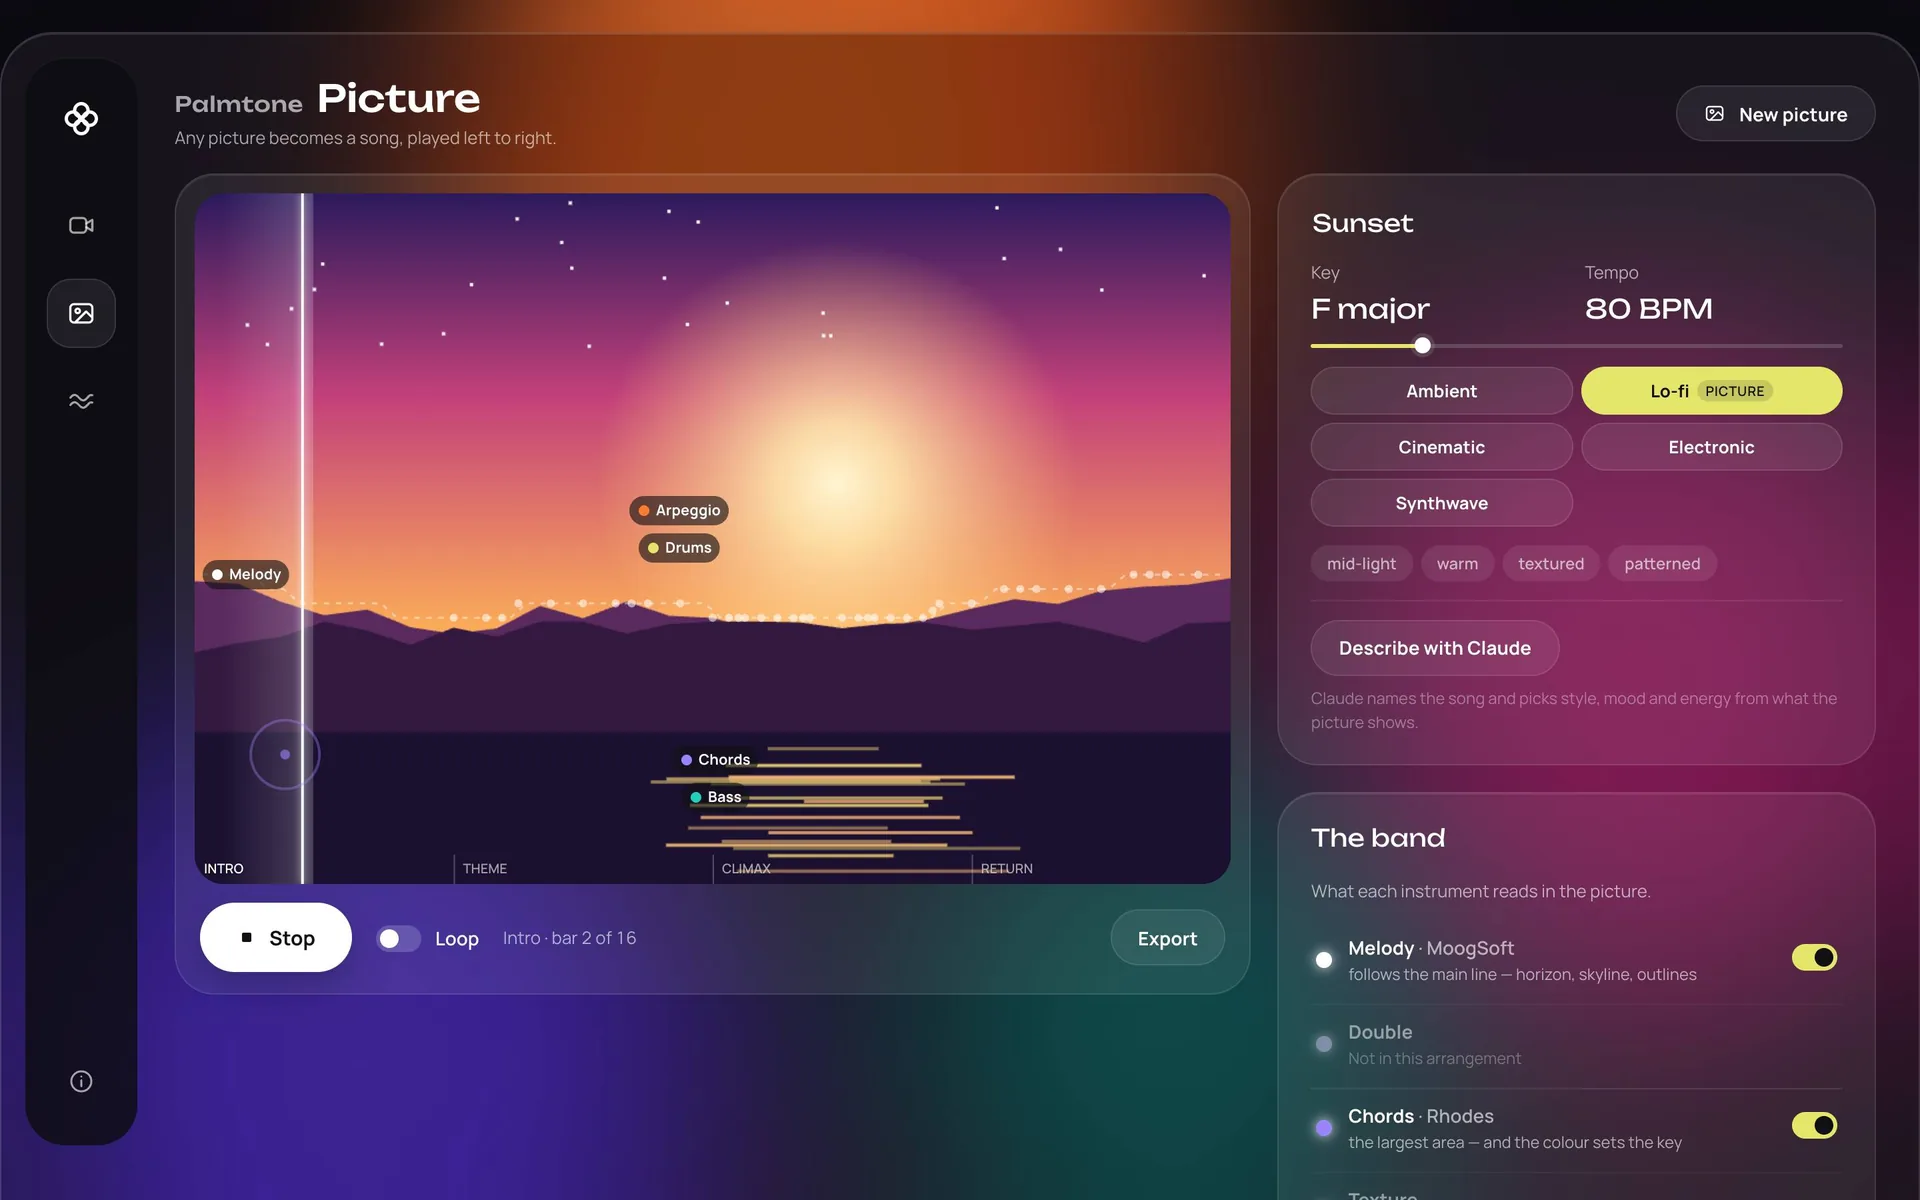 Palmtone Picture
Any picture becomes a song, played left to right.
New picture
Arpeggio
Drums
Melody
Chords
Bass
INTRO
THEME
CLIMAX
RETURN
Stop
Loop
Intro · bar 2 of 16
Export
Sunset
Key
F major
Tempo
80 BPM
Ambient
Lo-fi PICTURE
Cinematic
Electronic
Synthwave
mid-light
warm
textured
patterned
Describe with Claude
Claude names the song and picks style, mood and energy from what the
picture shows.
The band
What each instrument reads in the picture.
Melody · MoogSoft
follows the main line — horizon, skyline, outlines
Double
Not in this arrangement
Chords · Rhodes
the largest area — and the colour sets the key